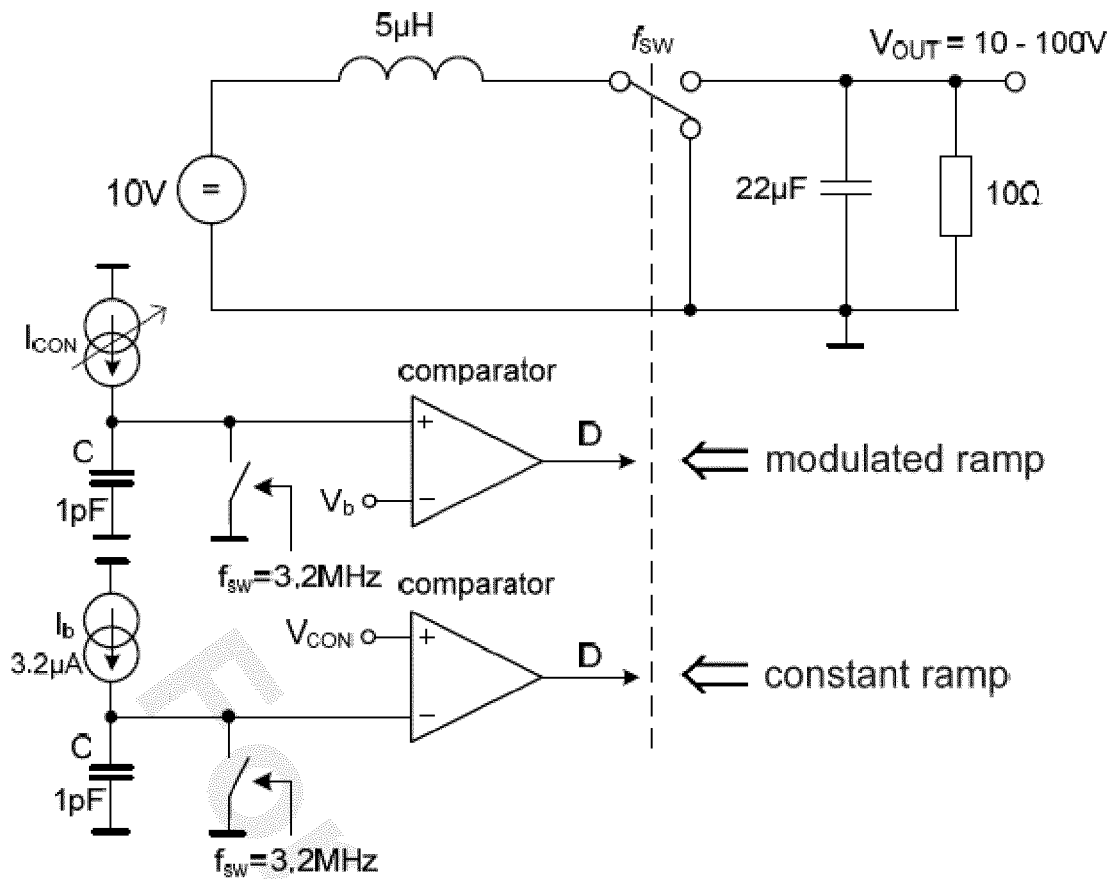 5µH
fSW
VOUT = 10 - 100V
10V
=
22µF
10Ω
ICON
comparator
C
+
D
modulated ramp
1pF
Vb
−
fsw=3,2MHz
comparator
Ib
3.2µA
VCON
+
D
constant ramp
−
C
1pF
fsw=3,2MHz